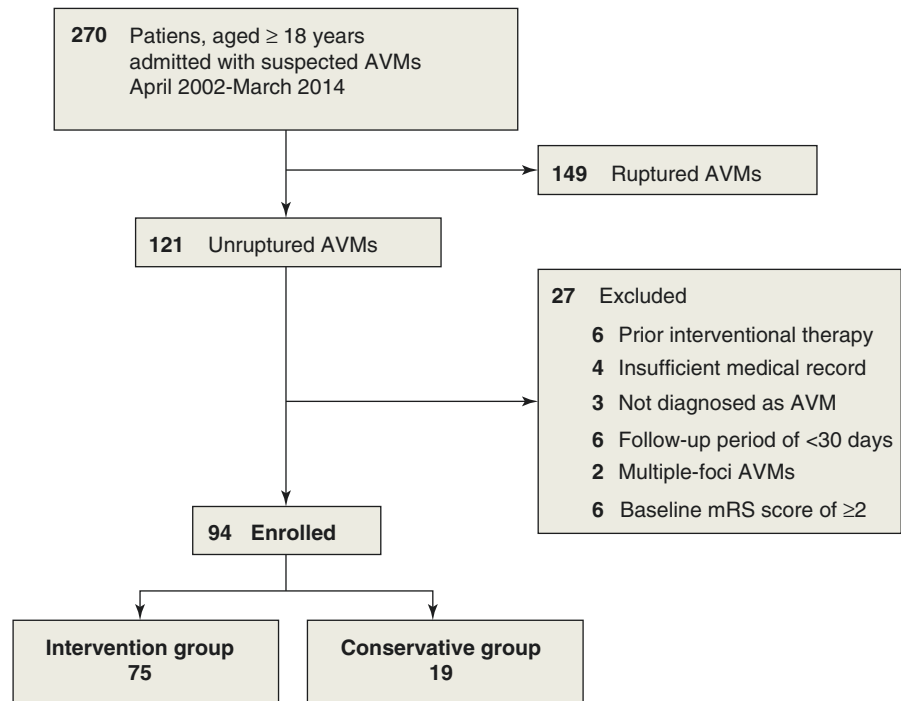 270 Patiens, aged ≥ 18 years
admitted with suspected AVMs
April 2002-March 2014
149 Ruptured AVMs
121 Unruptured AVMs
27 Excluded
6 Prior interventional therapy
4 Insufficient medical record
3 Not diagnosed as AVM
6 Follow-up period of <30 days
2 Multiple-foci AVMs
6 Baseline mRS score of ≥2
94 Enrolled
Intervention group
75
Conservative group
19